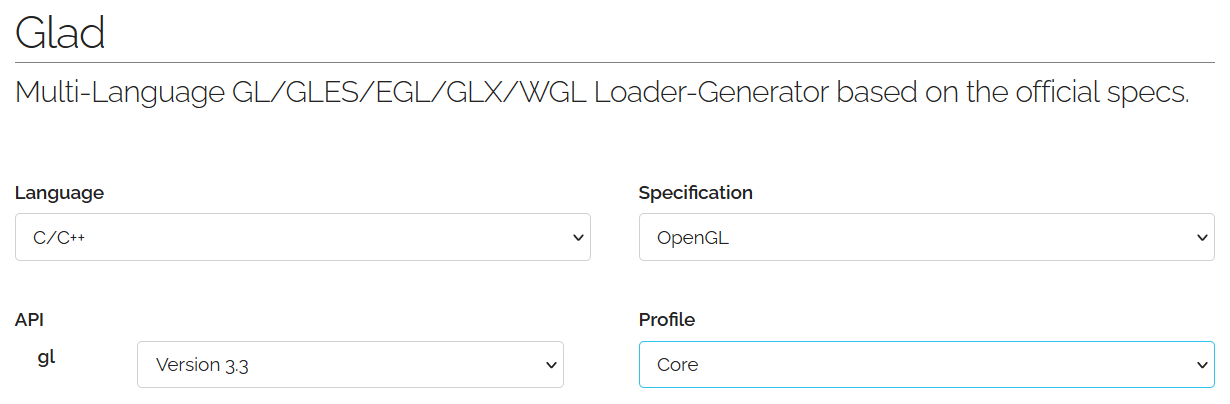 Glad
Multi-Language GL/GLES/EGL/GLX/WGL Loader-Generator based on the official specs.
Language
Specification
C/C++
OpenGL
API
Profile
gl
Version 3.3
Core